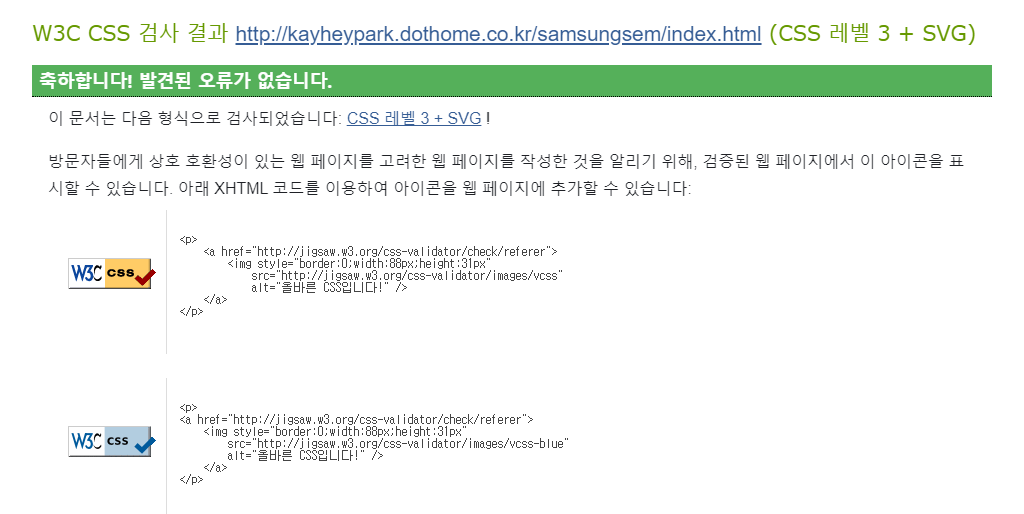 W3C CSS 검사 결과 http://kayheypark.dothome.co.kr/samsungsem/index.html (CSS 레벨 3 + SVG)
축하합니다! 발견된 오류가 없습니다.
이 문서는 다음 형식으로 검사되었습니다: CSS 레벨 3 + SVG !
방문자들에게 상호 호환성이 있는 웹 페이지를 고려한 웹 페이지를 작성한 것을 알리기 위해, 검증된 웹 페이지에서 이 아이콘을 표
시할 수 있습니다. 아래 XHTML 코드를 이용하여 아이콘을 웹 페이지에 추가할 수 있습니다:
W3C css
<p>
<a href="http://jigsaw.w3.org/css-validator/check/referer">
<img style="border:0;width:88px;height:31px"
src="http://jigsaw.w3.org/css-validator/images/vcss"
alt="올바른 CSS입니다!" />
</a>
</p>
W3C css
<p>
<a href="http://jigsaw.w3.org/css-validator/check/referer">
<img style="border:0;width:88px;height:31px"
src="http://jigsaw.w3.org/css-validator/images/vcss-blue"
alt="올바른 CSS입니다!" />
</a>
</p>